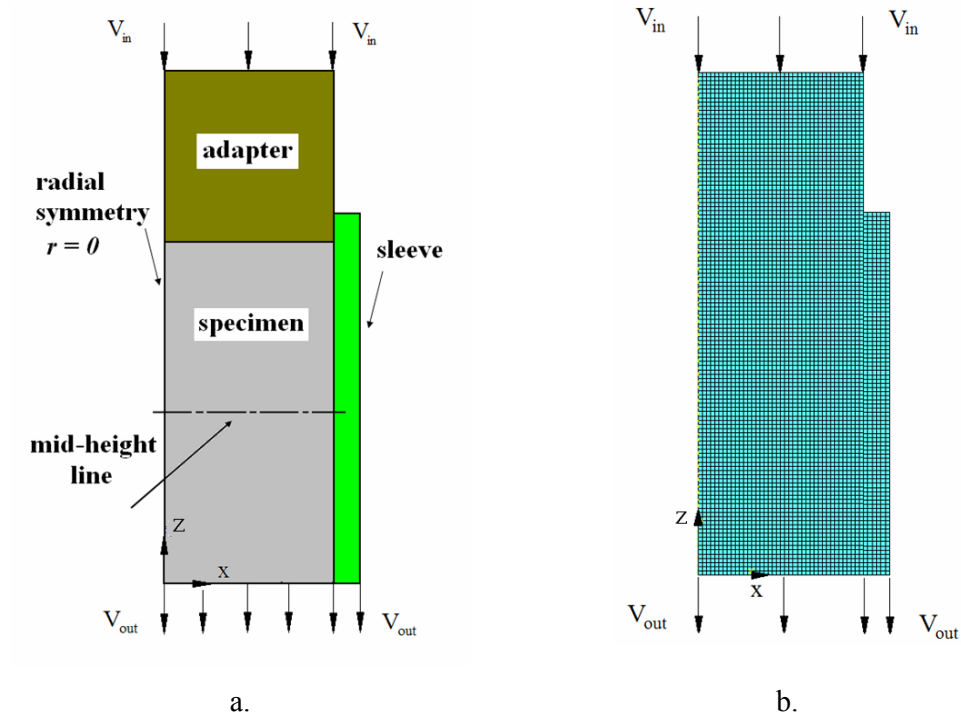 V_in
V_in
adapter
radial
symmetry
r = 0
sleeve
specimen
mid-height
line
Z
X
V_out
V_out
a.
V_in
V_in
Z
X
V_out
V_out
b.